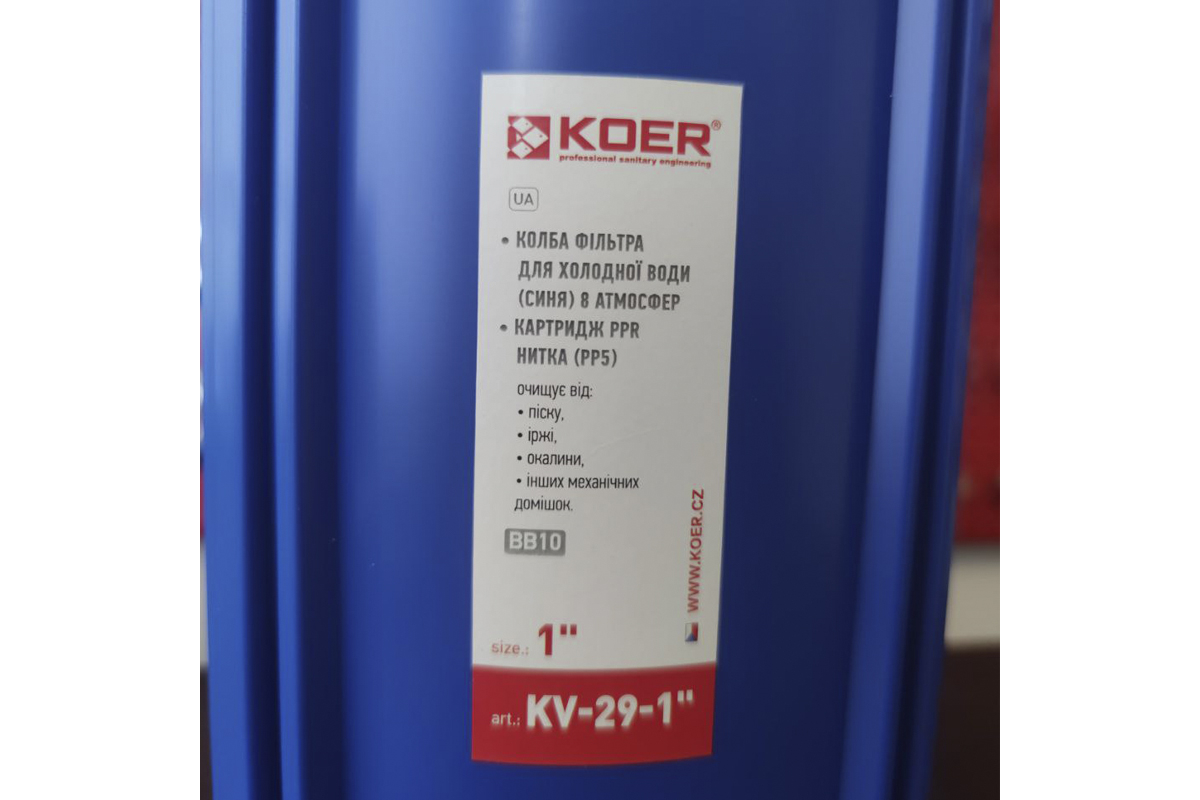 KOER®
professional sanitary engineering
UA
• КОЛБА ФІЛЬТРА
ДЛЯ ХОЛОДНОЇ ВОДИ
(СИНЯ) 8 АТМОСФЕР
• КАРТРИДЖ PPR
НИТКА (PP5)
очищує від:
• піску,
• іржі,
• окалини,
• інших механічних
домішок.
BB10
WWW.KOER.CZ
size.: 1"
art.: KV-29-1"